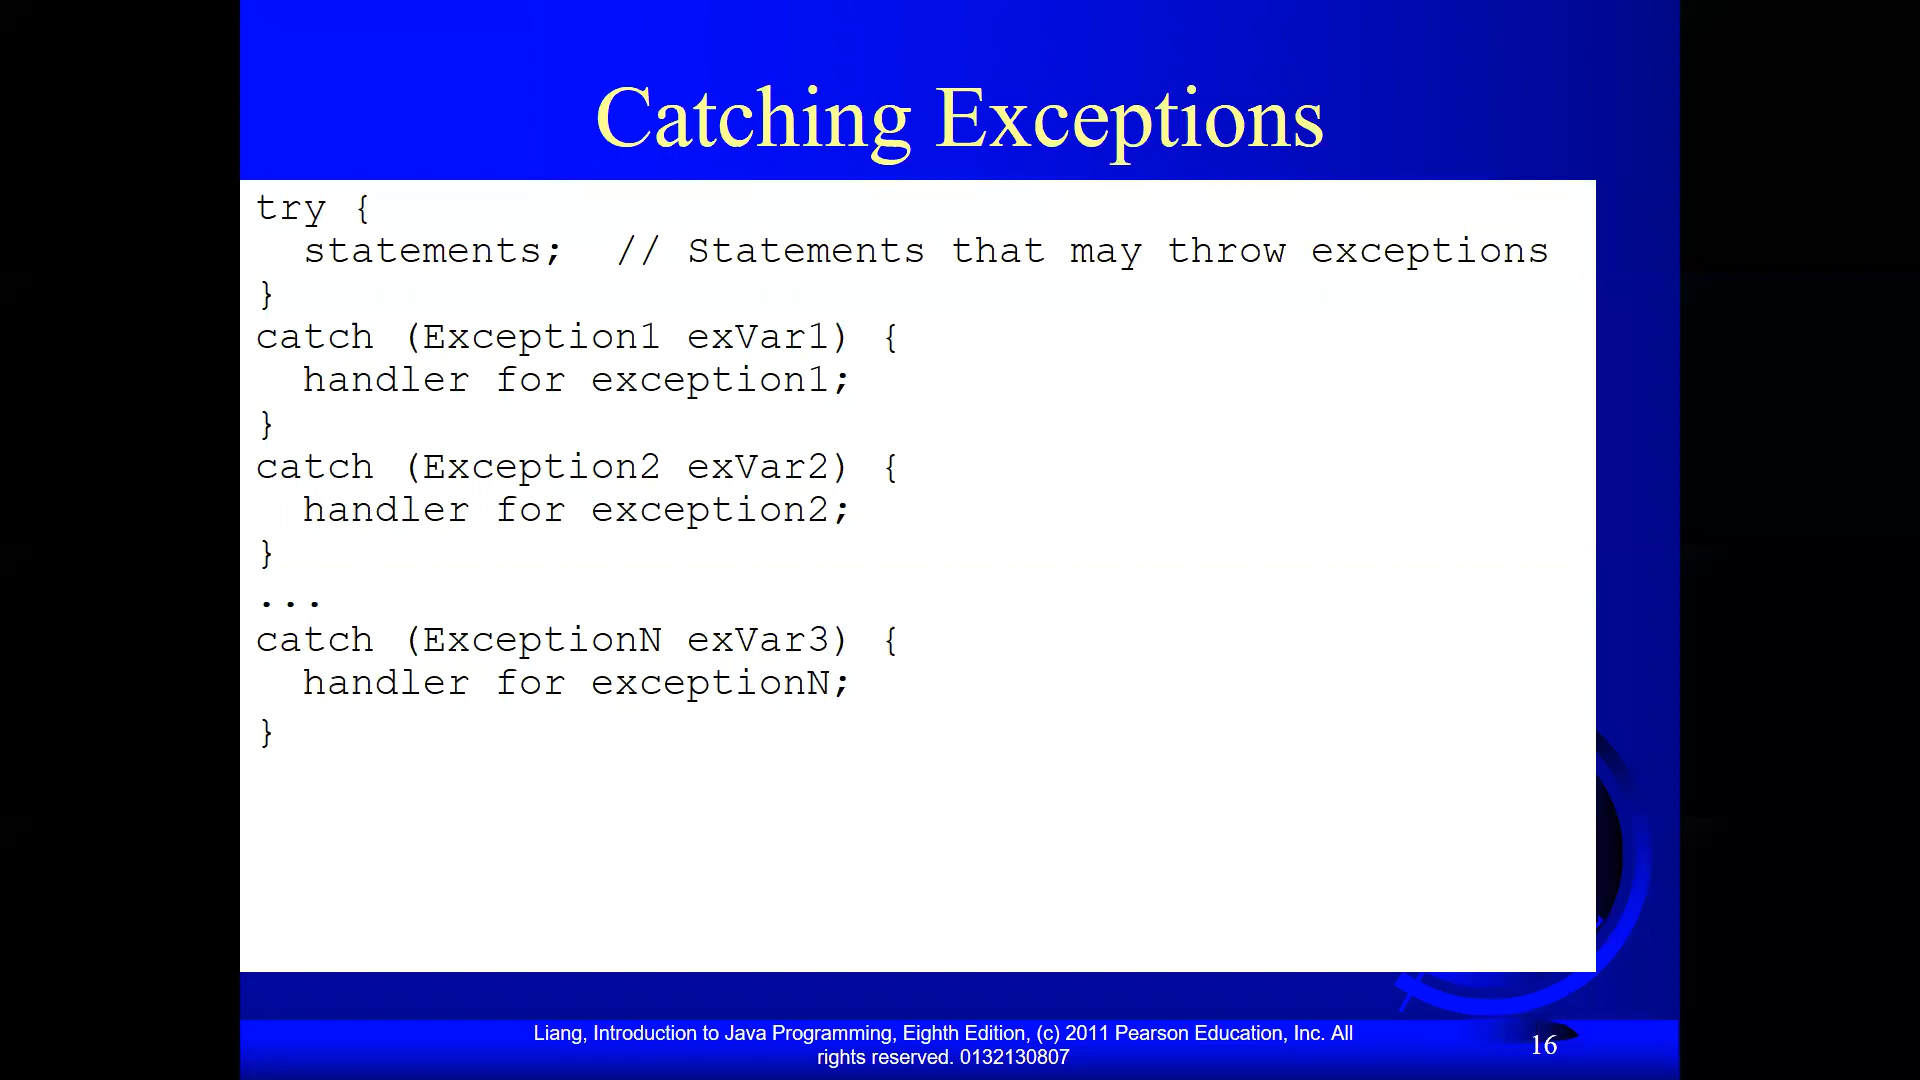 Catching Exceptions
try {
  statements;  // Statements that may throw exceptions
}
catch (Exception1 exVar1) {
  handler for exception1;
}
catch (Exception2 exVar2) {
  handler for exception2;
}
...
catch (ExceptionN exVar3) {
  handler for exceptionN;
}
Liang, Introduction to Java Programming, Eighth Edition, (c) 2011 Pearson Education, Inc. All
rights reserved. 0132130807
16